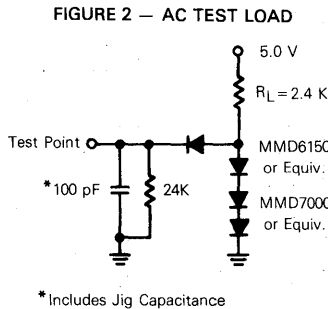 FIGURE 2 — AC TEST LOAD
5.0 V
RL = 2.4 K
Test Point
MMD6150
or Equiv.
*100 pF
24K
MMD7000
or Equiv.
*Includes Jig Capacitance